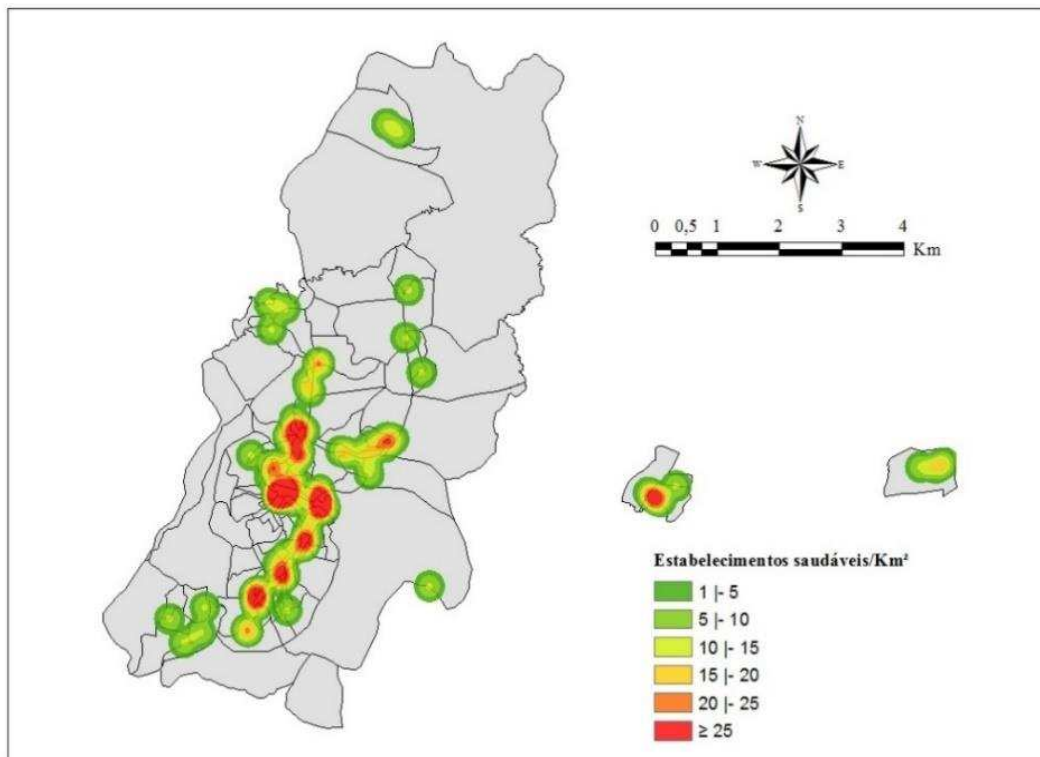 N
W E
S
0 0,5 1 2 3 4
Km
Estabelecimentos saudáveis/Km²
1 |- 5
5 |- 10
10 |- 15
15 |- 20
20 |- 25
≥ 25